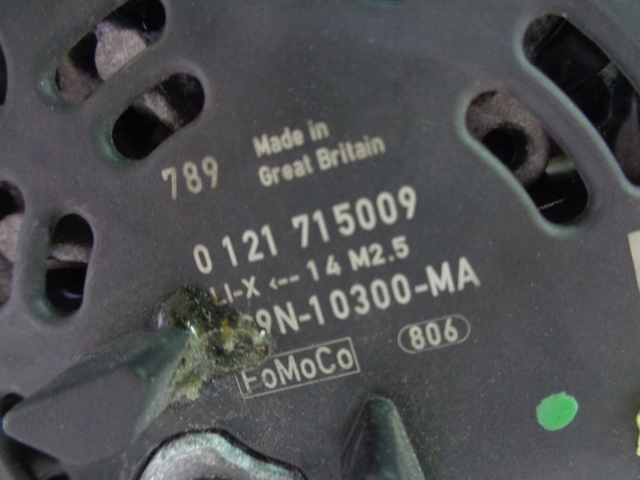 789
Made in
Great Britain
0 121 715009
LI-X <-- 14 M2.5
9N-10300-MA
FoMoCo
806